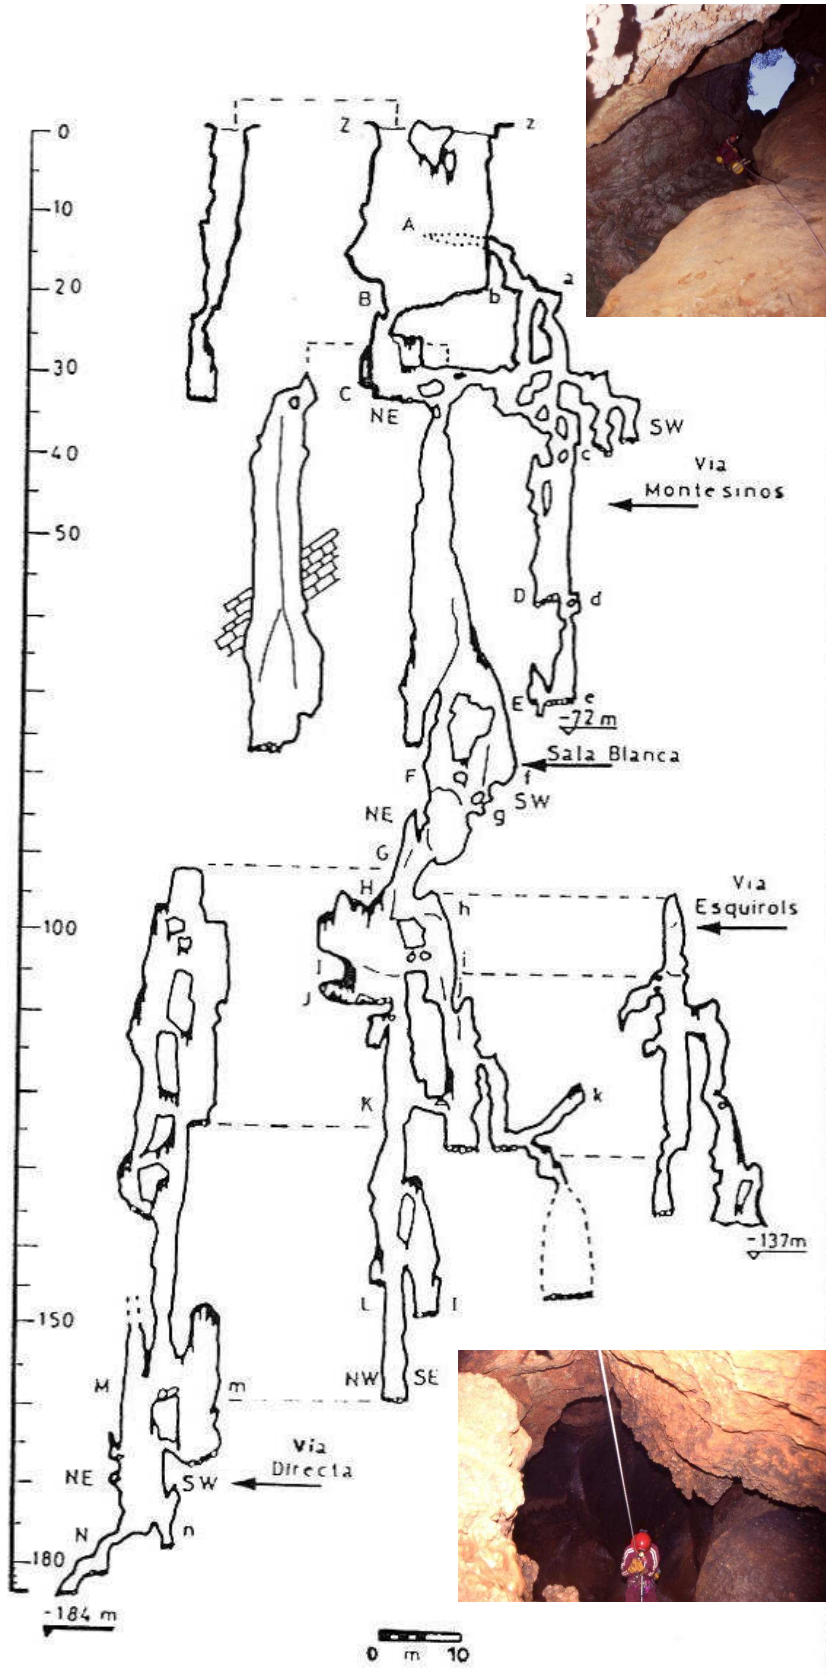 0
Z
z
10
A
a
20
B
b
30
C
NE
SW
40
c
Via
Montesinos
50
D
d
E
e
-72 m
Sala Blanca
F
f
SW
NE
g
G
Via
H
h
Esquirols
100
I
i
J
K
k
-137m
L
l
150
M
m
NW
SE
Via
Directa
NE
SW
N
n
180
-184 m
0 m 10